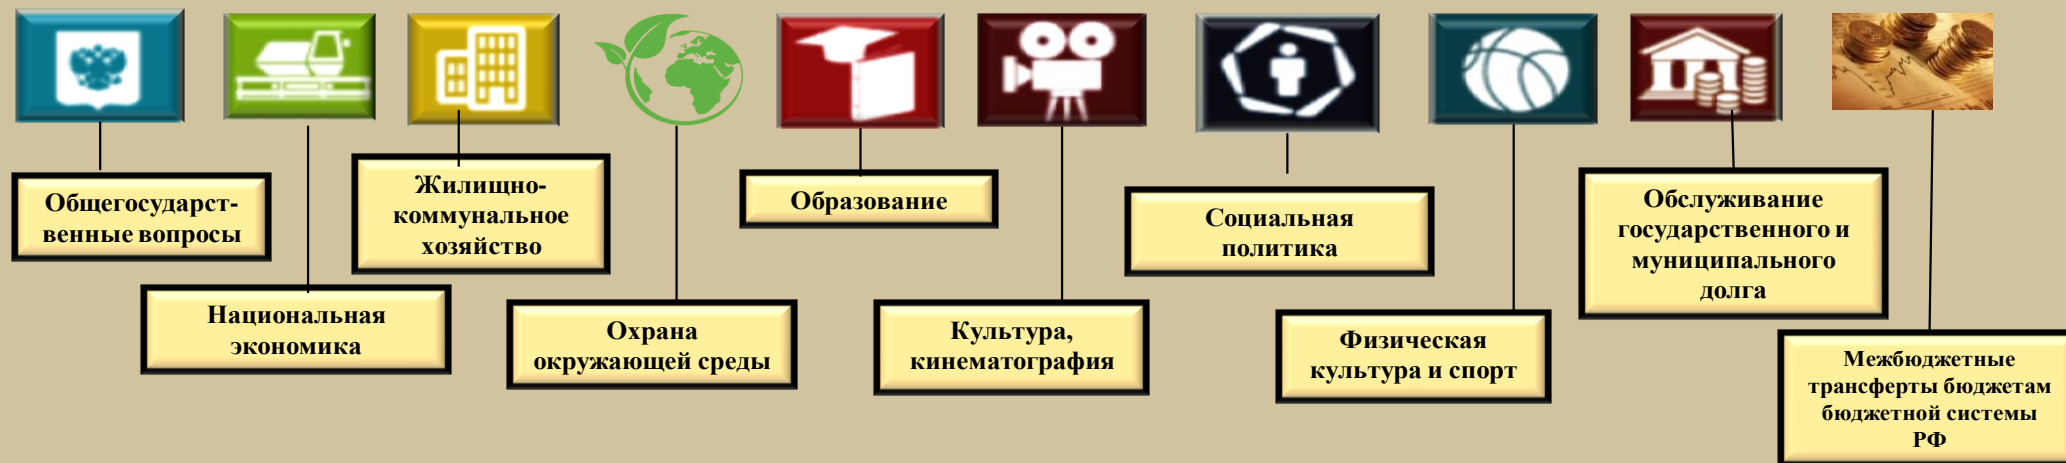 Общегосударст-
венные вопросы
Национальная
экономика
Жилищно-
коммунальное
хозяйство
Охрана
окружающей среды
Образование
Культура,
кинематография
Социальная
политика
Физическая
культура и спорт
Обслуживание
государственного и
муниципального
долга
Межбюджетные
трансферты бюджетам
бюджетной системы
РФ